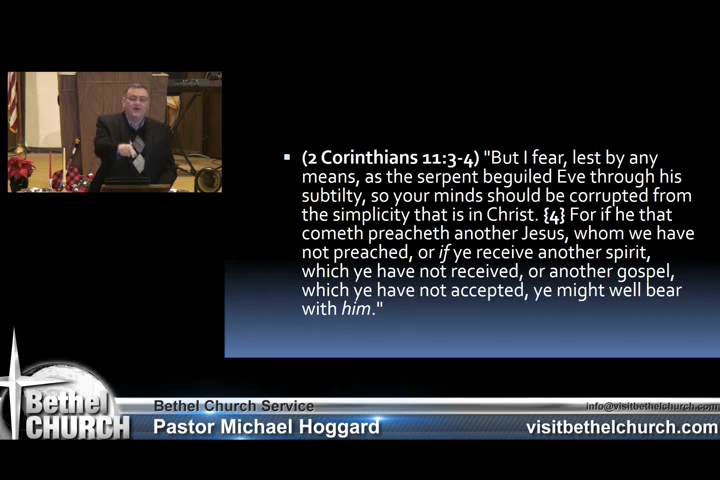 (2 Corinthians 11:3-4) "But I fear, lest by any
means, as the serpent beguiled Eve through his
subtilty, so your minds should be corrupted from
the simplicity that is in Christ. {4} For if he that
cometh preacheth another Jesus, whom we have
not preached, or if ye receive another spirit,
which ye have not received, or another gospel,
which ye have not accepted, ye might well bear
with him."
Bethel
CHURCH
Bethel Church Service
info@visitbethelchurch.com
Pastor Michael Hoggard
visitbethelchurch.com